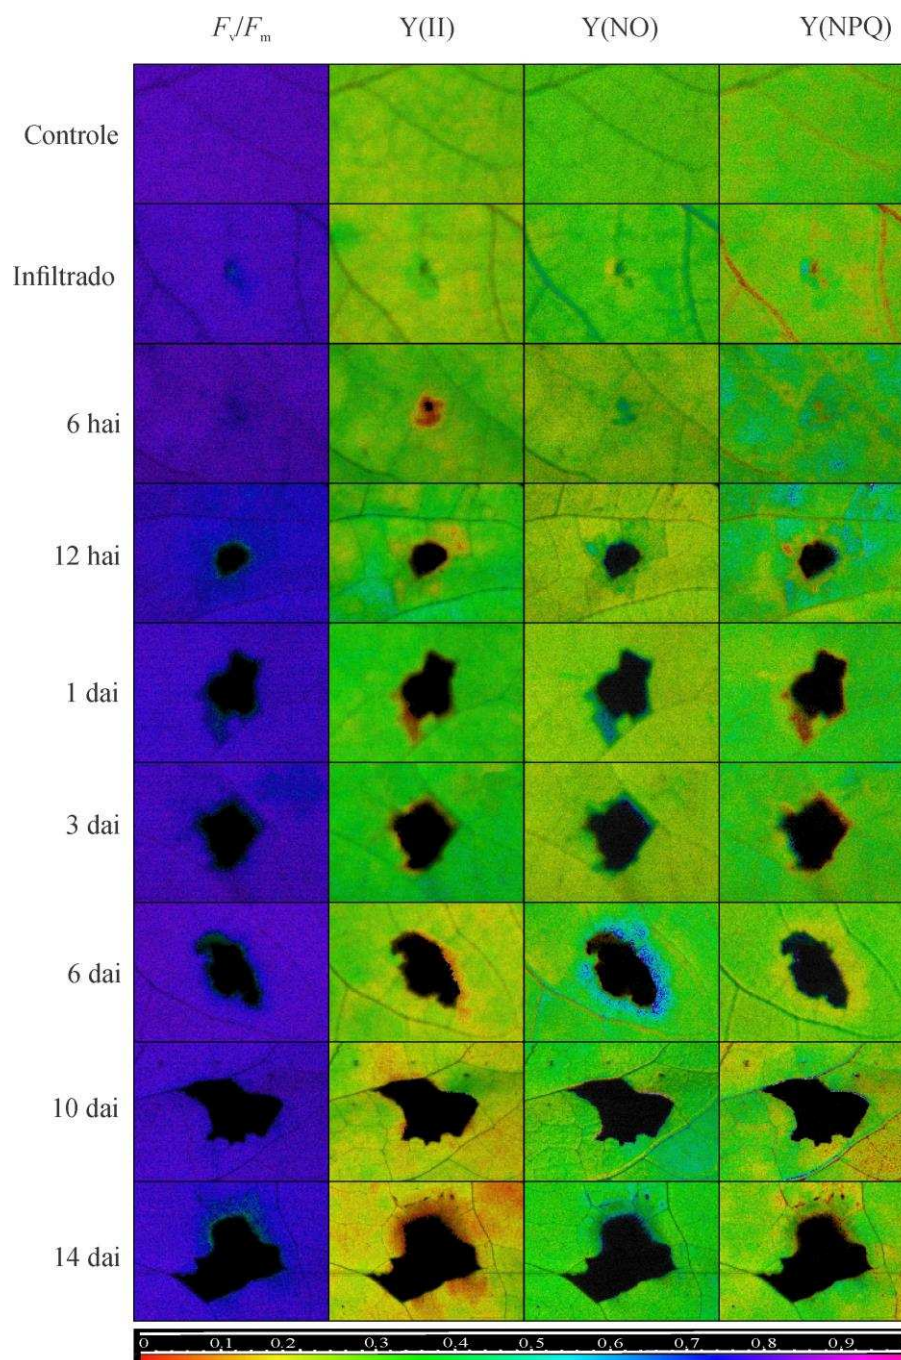 Fv/Fm Y(II) Y(NO) Y(NPQ)
Controle
Infiltrado
6 hai
12 hai
1 dai
3 dai
6 dai
10 dai
14 dai
0 0,1 0,2 0,3 0,4 0,5 0,6 0,7 0,8 0,9